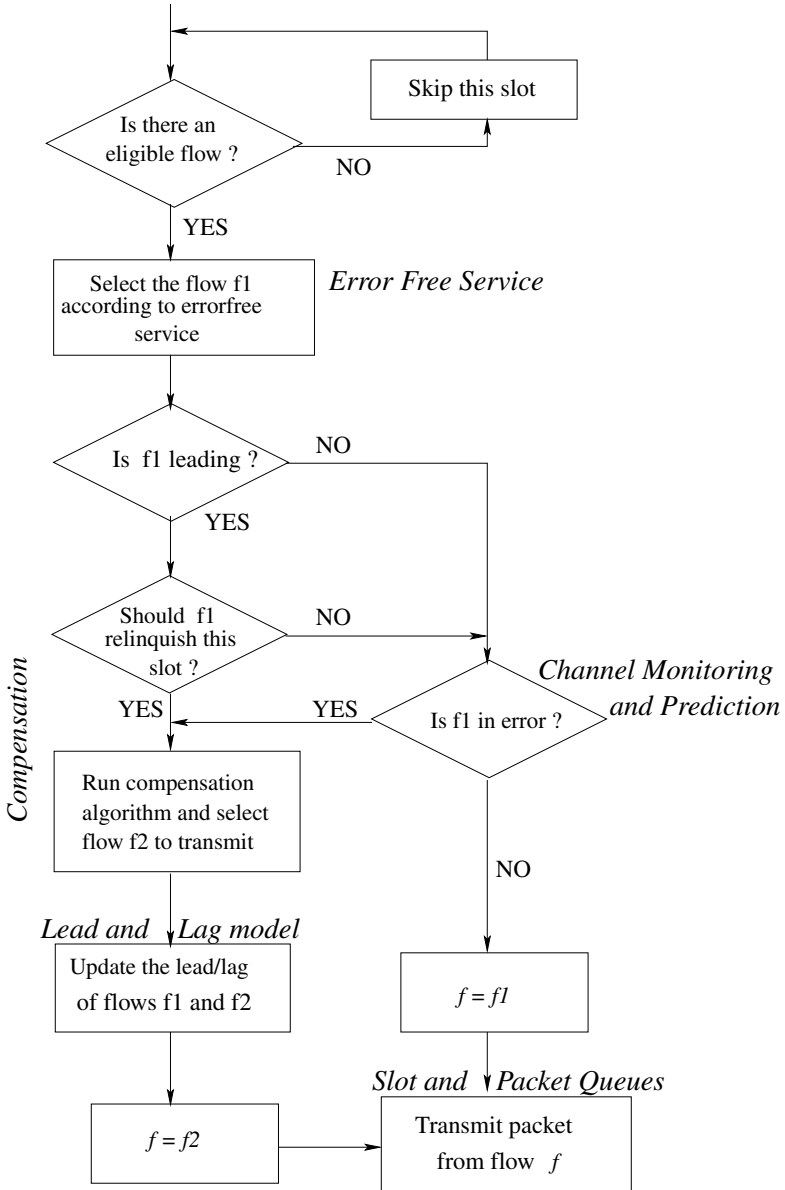 Skip this slot
Is there an
eligible flow ?
NO
YES
Select the flow f1
according to errorfree
service
Error Free Service
Is f1 leading ?
NO
YES
Should f1
relinquish this
slot ?
NO
Channel Monitoring
and Prediction
Compensation
YES
YES
Is f1 in error ?
Run compensation
algorithm and select
flow f2 to transmit
NO
Lead and Lag model
Update the lead/lag
of flows f1 and f2
f = f1
Slot and Packet Queues
f = f2
Transmit packet
from flow f